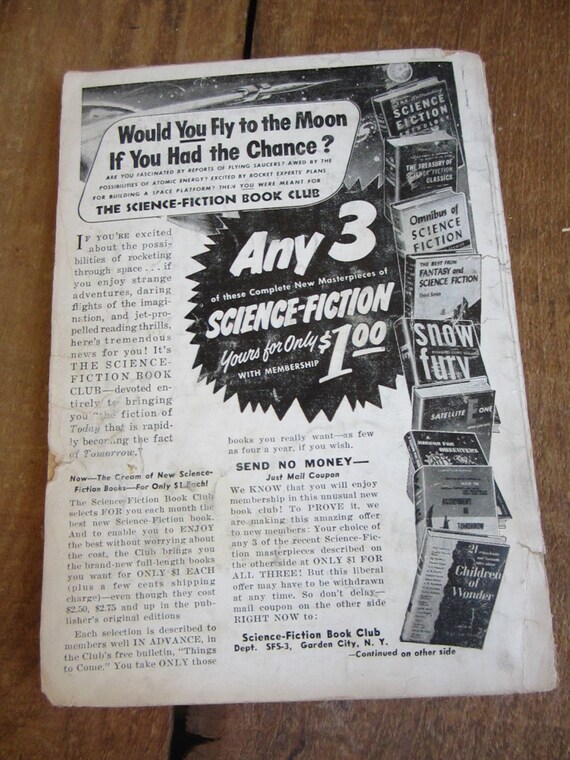 Would You Fly to the Moon
If You Had the Chance?
ARE YOU FASCINATED BY REPORTS OF FLYING SAUCERS? AWED BY THE
POSSIBILITIES OF ATOMIC ENERGY? EXCITED BY ROCKET EXPERTS' PLANS
FOR BUILDING A SPACE PLATFORM? THEN YOU WERE MEANT FOR
THE SCIENCE-FICTION BOOK CLUB
IF YOU'RE excited
about the possi-
bilities of rocketing
through space ... if
you enjoy strange
adventures, daring
flights of the imagi-
nation, and jet-pro-
pelled reading thrills,
here's tremendous
news for you! It's
THE SCIENCE-
FICTION BOOK
CLUB—devoted en-
tirely to bringing
you "the fiction of
Today that is rapid-
ly becoming the fact
of Tomorrow."
Now—The Cream of New Science-
Fiction Books—For Only $1 Each!
The Science-Fiction Book Club
selects FOR you each month the
best new Science-Fiction book.
And to enable you to ENJOY
the best without worrying about
the cost, the Club brings you
the brand-new full-length books
you want for ONLY $1 EACH
(plus a few cents shipping
charge)—even though they cost
$2.50, $2.75 and up in the pub-
lisher's original editions
Each selection is described to
members well IN ADVANCE, in
the Club's free bulletin, "Things
to Come." You take ONLY those
Any 3
of these Complete New Masterpieces of
SCIENCE-FICTION
Yours for Only $1.00
WITH MEMBERSHIP
books you really want—as few
as four a year, if you wish.
SEND NO MONEY—
Just Mail Coupon
We KNOW that you will enjoy
membership in this unusual new
book club! To PROVE it, we
are making this amazing offer
to new members: Your choice of
any 3 of the recent Science-Fic-
tion masterpieces described on
the other side at ONLY $1 FOR
ALL THREE! But this liberal
offer may have to be withdrawn
at any time. So don't delay—
mail coupon on the other side
RIGHT NOW to:
Science-Fiction Book Club
Dept. SFS-3, Garden City, N. Y.
—Continued on other side
SCIENCE
FICTION
THE TREASURY OF
SCIENCE FICTION
CLASSICS
Omnibus of
SCIENCE
FICTION
THE BEST FROM
FANTASY and
SCIENCE FICTION
snow
fury
SATELLITE E ONE
MIRROR FOR
OBSERVERS
TOMORROW
21
Children
of
Wonder